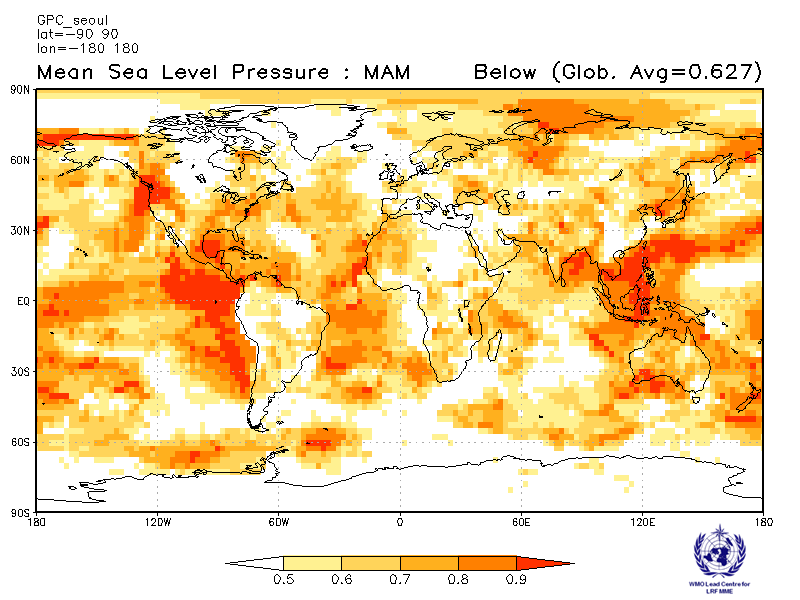 GPC_seoul
lat=-90 90
lon=-180 180
Mean Sea Level Pressure : MAM Below (Glob. Avg=0.627)
90N
60N
30N
EQ
30S
60S
90S
180 120W 60W 0 60E 120E 180
0.5 0.6 0.7 0.8 0.9
WMO Lead Centre for
LRF MME